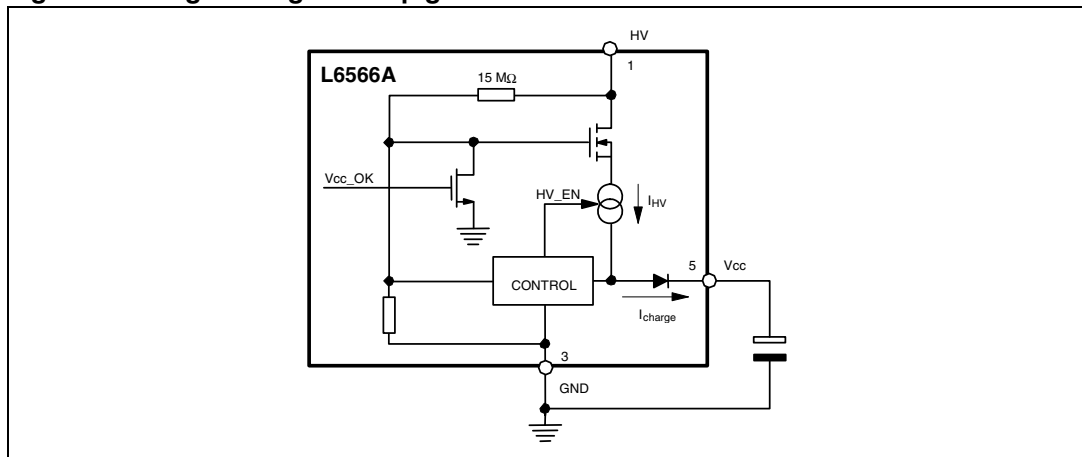 HV
1
L6566A
15 MΩ
Vcc_OK
HV_EN
I_HV
CONTROL
5
Vcc
I_charge
3
GND